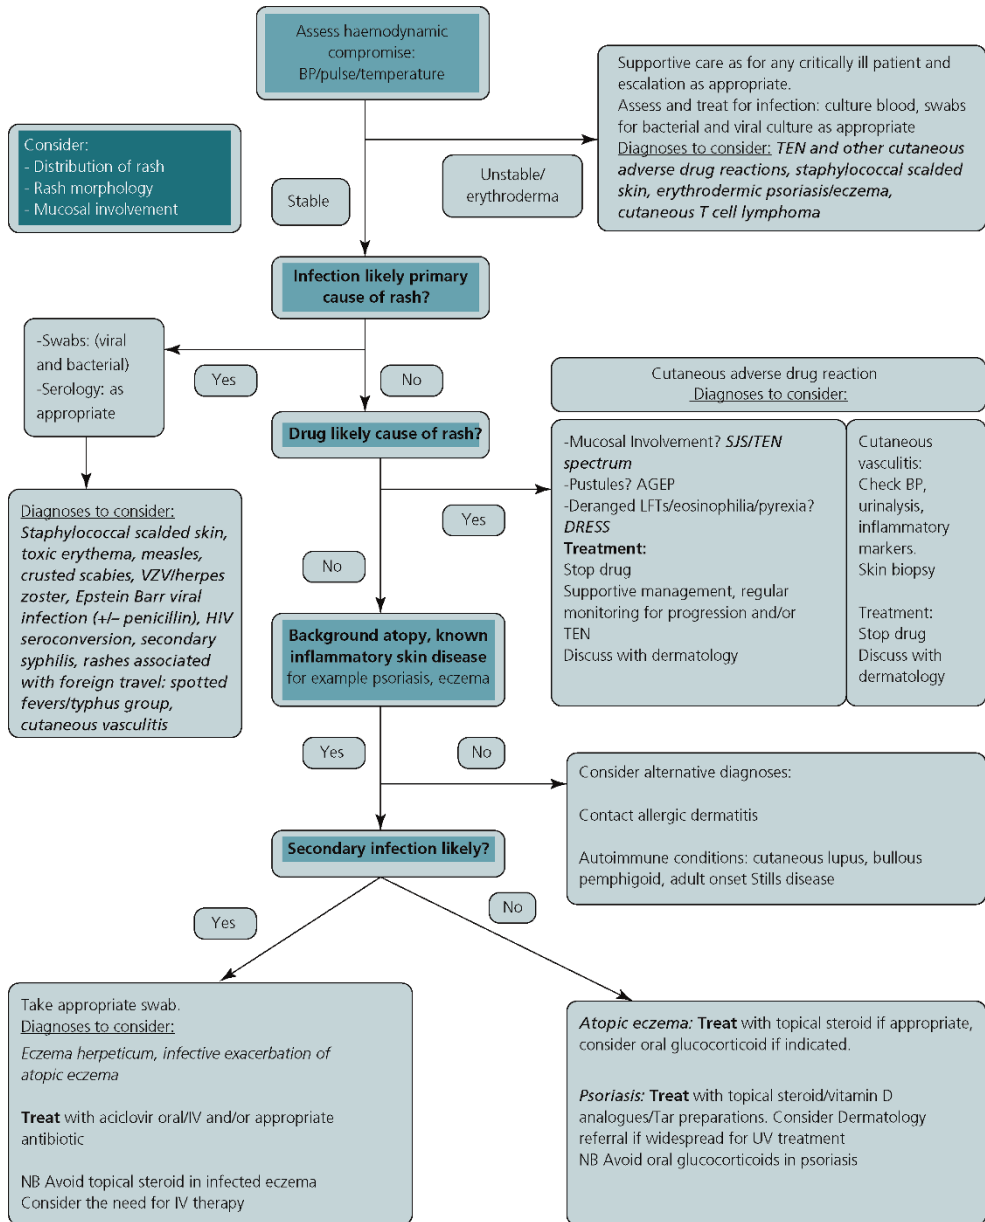 Assess haemodynamic
compromise:
BP/pulse/temperature
Supportive care as for any critically ill patient and
escalation as appropriate.
Assess and treat for infection: culture blood, swabs
for bacterial and viral culture as appropriate
Diagnoses to consider: TEN and other cutaneous
adverse drug reactions, staphylococcal scalded
skin, erythrodermic psoriasis/eczema,
cutaneous T cell lymphoma
Consider:
- Distribution of rash
- Rash morphology
- Mucosal involvement
Unstable/
erythroderma
Stable
Infection likely primary
cause of rash?
-Swabs: (viral
and bacterial)
-Serology: as
appropriate
Yes
No
Cutaneous adverse drug reaction
Diagnoses to consider:
Drug likely cause of rash?
-Mucosal Involvement? SJS/TEN
spectrum
-Pustules? AGEP
-Deranged LFTs/eosinophilia/pyrexia?
DRESS
Treatment:
Stop drug
Supportive management, regular
monitoring for progression and/or
TEN
Discuss with dermatology
Cutaneous
vasculitis:
Check BP,
urinalysis,
inflammatory
markers.
Skin biopsy
Treatment:
Stop drug
Discuss with
dermatology
Yes
No
Diagnoses to consider:
Staphylococcal scalded skin,
toxic erythema, measles,
crusted scabies, VZV/herpes
zoster, Epstein Barr viral
infection (+/– penicillin), HIV
seroconversion, secondary
syphilis, rashes associated
with foreign travel: spotted
fevers/typhus group,
cutaneous vasculitis
Background atopy, known
inflammatory skin disease
for example psoriasis, eczema
Yes
No
Consider alternative diagnoses:
Contact allergic dermatitis
Autoimmune conditions: cutaneous lupus, bullous
pemphigoid, adult onset Stills disease
Secondary infection likely?
Yes
No
Take appropriate swab.
Diagnoses to consider:
Eczema herpeticum, infective exacerbation of
atopic eczema
Treat with aciclovir oral/IV and/or appropriate
antibiotic
NB Avoid topical steroid in infected eczema
Consider the need for IV therapy
Atopic eczema: Treat with topical steroid if appropriate,
consider oral glucocorticoid if indicated.
Psoriasis: Treat with topical steroid/vitamin D
analogues/Tar preparations. Consider Dermatology
referral if widespread for UV treatment
NB Avoid oral glucocorticoids in psoriasis